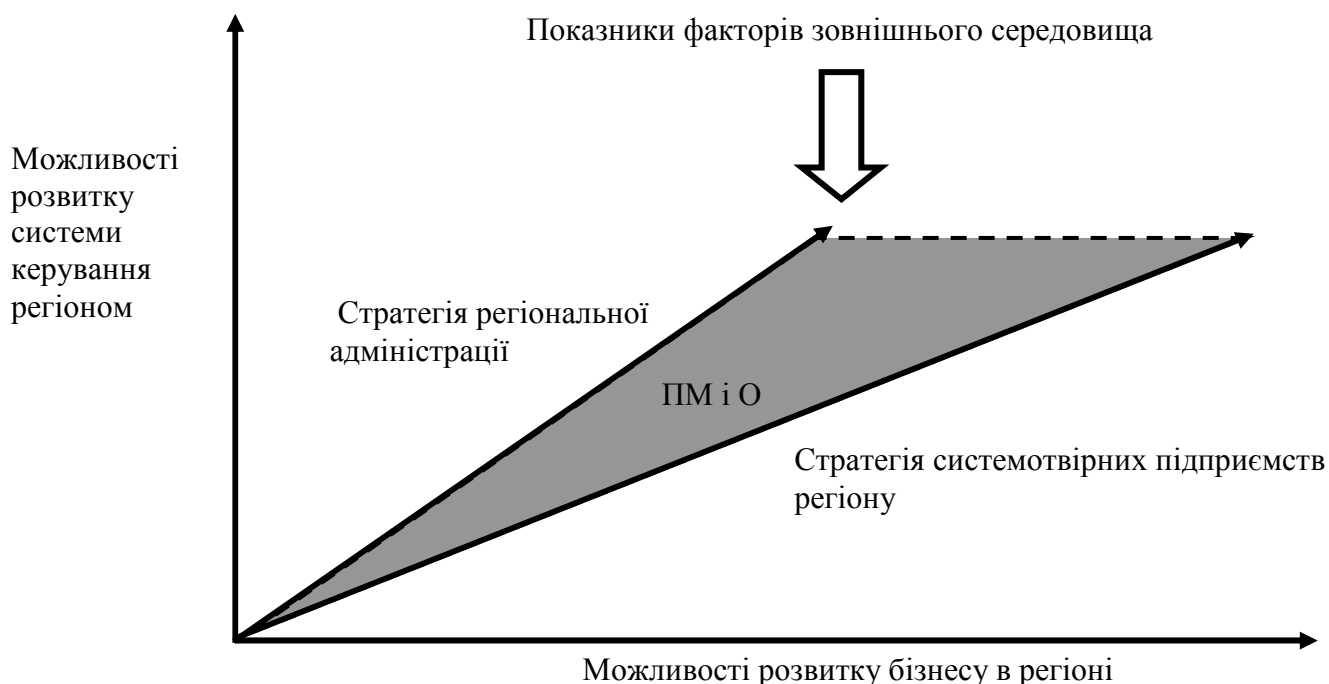 Показники факторів зовнішнього середовища
Можливості
розвитку
системи
керування
регіоном
Стратегія регіональної
адміністрації
ПМ і О
Стратегія системотвірних підприємств
регіону
Можливості розвитку бізнесу в регіоні